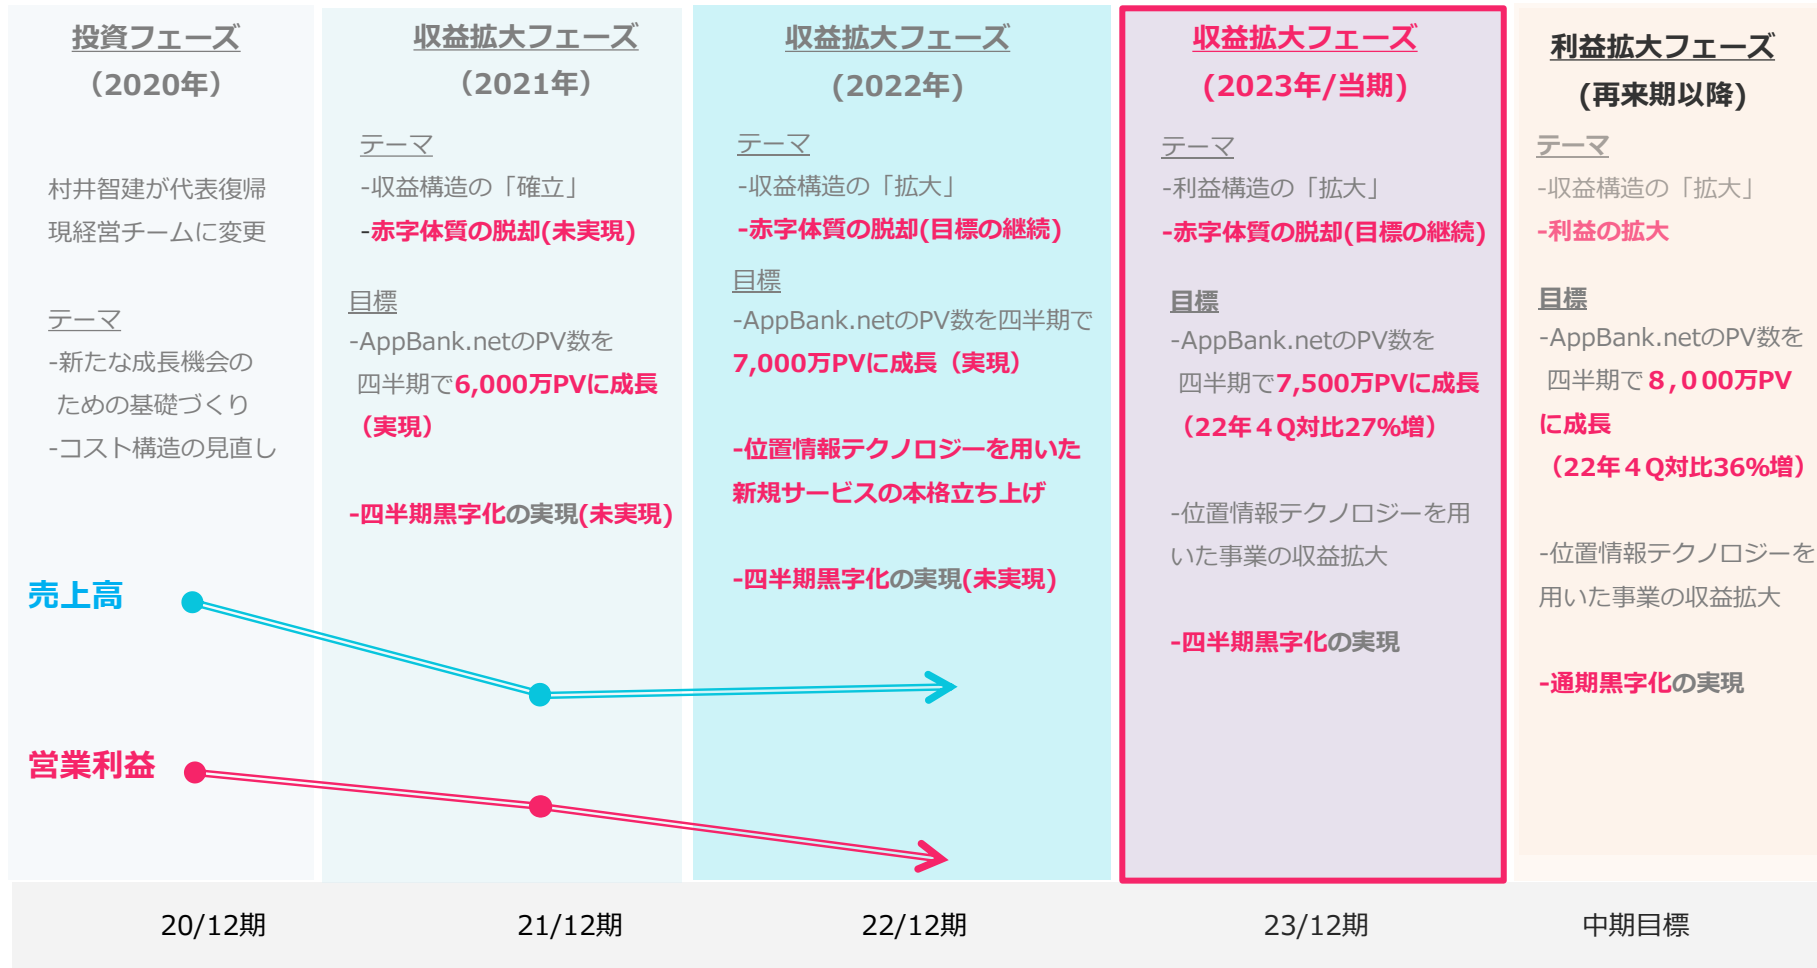 投資フェーズ
（2020年）
村井智建が代表復帰
現経営チームに変更
テーマ
-新たな成長機会の
ための基礎づくり
-コスト構造の見直し
収益拡大フェーズ
（2021年）
テーマ
-収益構造の「確立」
-赤字体質の脱却(未実現)
目標
-AppBank.netのPV数を
四半期で6,000万PVに成長
（実現）
-四半期黒字化の実現(未実現)
収益拡大フェーズ
(2022年)
テーマ
-収益構造の「拡大」
-赤字体質の脱却(目標の継続)
目標
-AppBank.netのPV数を四半期で
7,000万PVに成長（実現）
-位置情報テクノロジーを用いた
新規サービスの本格立ち上げ
-四半期黒字化の実現(未実現)
収益拡大フェーズ
(2023年/当期)
テーマ
-利益構造の「拡大」
-赤字体質の脱却(目標の継続)
目標
-AppBank.netのPV数を
四半期で7,500万PVに成長
（22年４Q対比27%増）
-位置情報テクノロジーを用
いた事業の収益拡大
-四半期黒字化の実現
利益拡大フェーズ
(再来期以降)
テーマ
-収益構造の「拡大」
-利益の拡大
目標
-AppBank.netのPV数を
四半期で８,０00万PV
に成長
（22年４Q対比36%増）
-位置情報テクノロジーを
用いた事業の収益拡大
-通期黒字化の実現
売上高
営業利益
20/12期
21/12期
22/12期
23/12期
中期目標